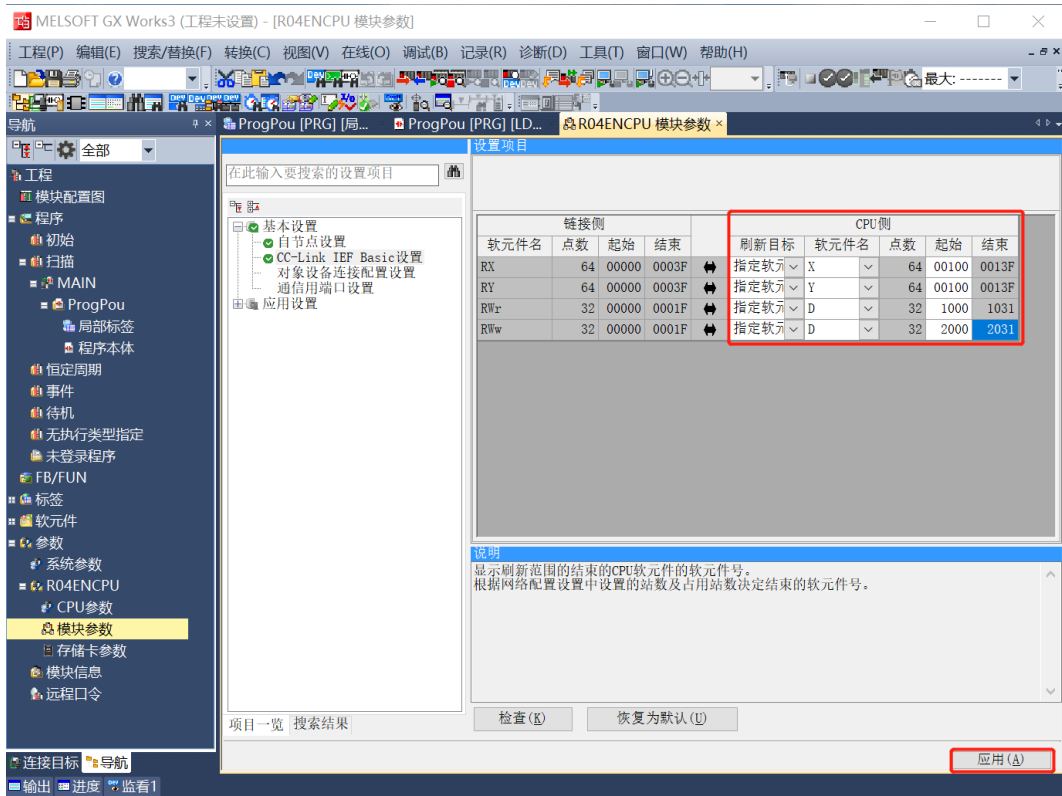 MELSOFT GX Works3 (工程未设置) - [R04ENCPU 模块参数]
工程(P) 编辑(E) 搜索/替换(F) 转换(C) 视图(V) 在线(O) 调试(B) 记录(R) 诊断(D) 工具(T) 窗口(W) 帮助(H)
最大: -------
导航
ProgPou [PRG] [局... ProgPou [PRG] [LD... R04ENCPU 模块参数
全部
工程
模块配置图
程序
初始
扫描
MAIN
ProgPou
局部标签
程序本体
恒定周期
事件
待机
无执行类型指定
未登录程序
FB/FUN
标签
软元件
参数
系统参数
R04ENCPU
CPU参数
模块参数
存储卡参数
模块信息
远程口令
连接目标 导航
输出 进度 监看1
在此输入要搜索的设置项目
基本设置
自节点设置
CC-Link IEF Basic设置
对象设备连接配置设置
通信用端口设置
应用设置
项目一览 搜索结果
设置项目
链接侧 CPU侧
软元件名 点数 起始 结束 刷新目标 软元件名 点数 起始 结束
RX 64 00000 0003F 指定软元 X 64 00100 0013F
RY 64 00000 0003F 指定软元 Y 64 00100 0013F
RWr 32 00000 0001F 指定软元 D 32 1000 1031
RWw 32 00000 0001F 指定软元 D 32 2000 2031
说明
显示刷新范围的结束的CPU软元件的软元件号。
根据网络配置设置中设置的站数及占用站数决定结束的软元件号。
检查(K) 恢复为默认(U)
应用(A)